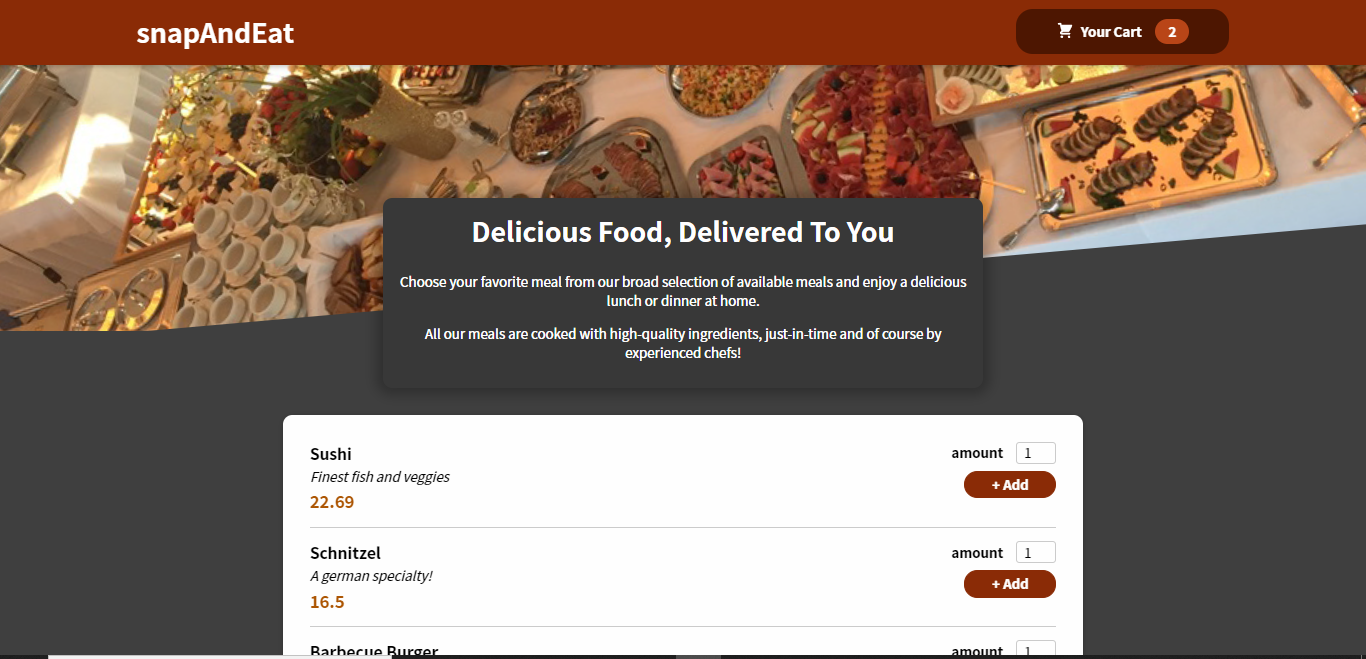 snapAndEat
Your Cart 2
Delicious Food, Delivered To You
Choose your favorite meal from our broad selection of available meals and enjoy a delicious
lunch or dinner at home.
All our meals are cooked with high-quality ingredients, just-in-time and of course by
experienced chefs!
Sushi
Finest fish and veggies
22.69
amount 1
+ Add
Schnitzel
A german specialty!
16.5
amount 1
+ Add
Barbecue Burger
amount 1